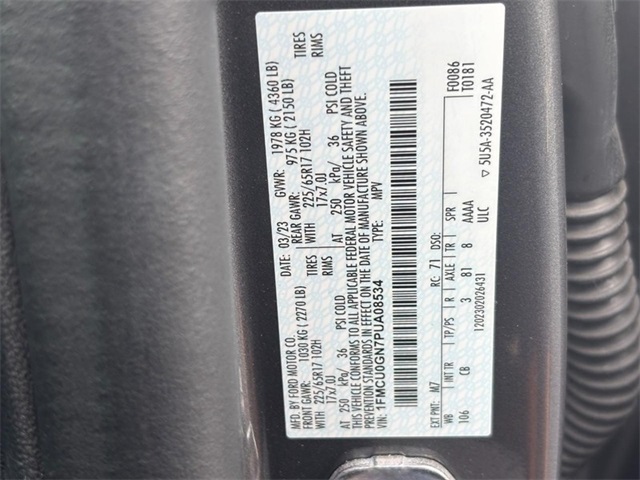 MFD. BY FORD MOTOR CO. DATE: 03/23 GVWR: 1978 KG ( 4360 LB)
FRONT GAWR: 1030 KG ( 2270 LB) REAR GAWR: 975 KG ( 2150 LB)
WITH 225/65R17 102H TIRES WITH 225/65R17 102H TIRES
17x7.0J RIMS 17x7.0J RIMS
AT 250 kPa/ 36 PSI COLD AT 250 kPa/ 36 PSI COLD
THIS VEHICLE CONFORMS TO ALL APPLICABLE FEDERAL MOTOR VEHICLE SAFETY AND THEFT
PREVENTION STANDARDS IN EFFECT ON THE DATE OF MANUFACTURE SHOWN ABOVE.
VIN: 1FMCU0GN7PUA08534 TYPE: MPV
F0086
T0181
EXT PNT: M7 RC: 71 DSO:
WB INT TR TP/PS R AXLE TR SPR
106 CB 3 81 8 AAAA
ULC
1202302026431 ▽ 5U5A-3S20472-AA